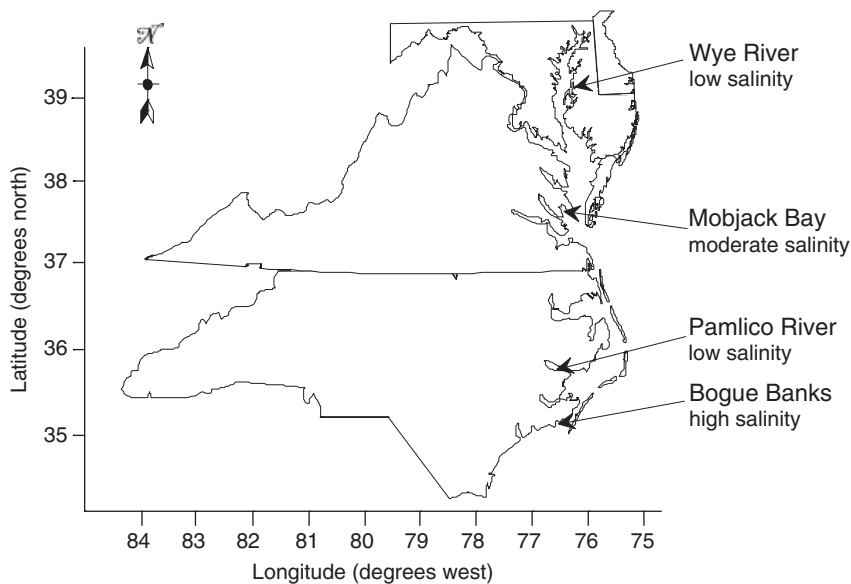 N
Wye River
low salinity
39
38
Mobjack Bay
moderate salinity
37
Latitude (degrees north)
Pamlico River
low salinity
36
Bogue Banks
high salinity
35
84 83 82 81 80 79 78 77 76 75
Longitude (degrees west)